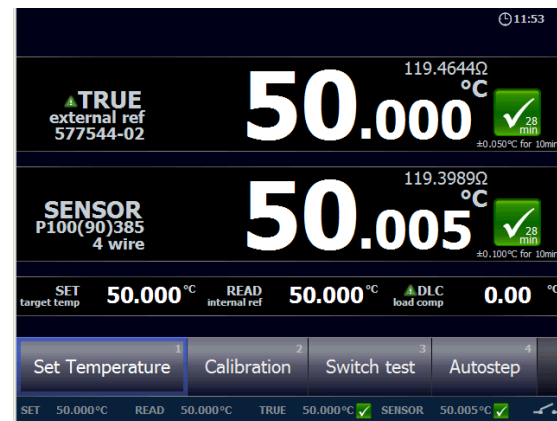 11:53
119.4644Ω
TRUE 50.000 °C
external ref
577544-02
28
min
±0.050°C for 10min
119.3989Ω
SENSOR 50.005 °C
P100(90)385
4 wire
28
min
±0.100°C for 10min
SET 50.000 °C READ 50.000 °C DLC 0.00 °C
target temp internal ref load comp
1 2 3 4
Set Temperature Calibration Switch test Autostep
SET 50.000°C READ 50.000°C TRUE 50.000°C SENSOR 50.005°C